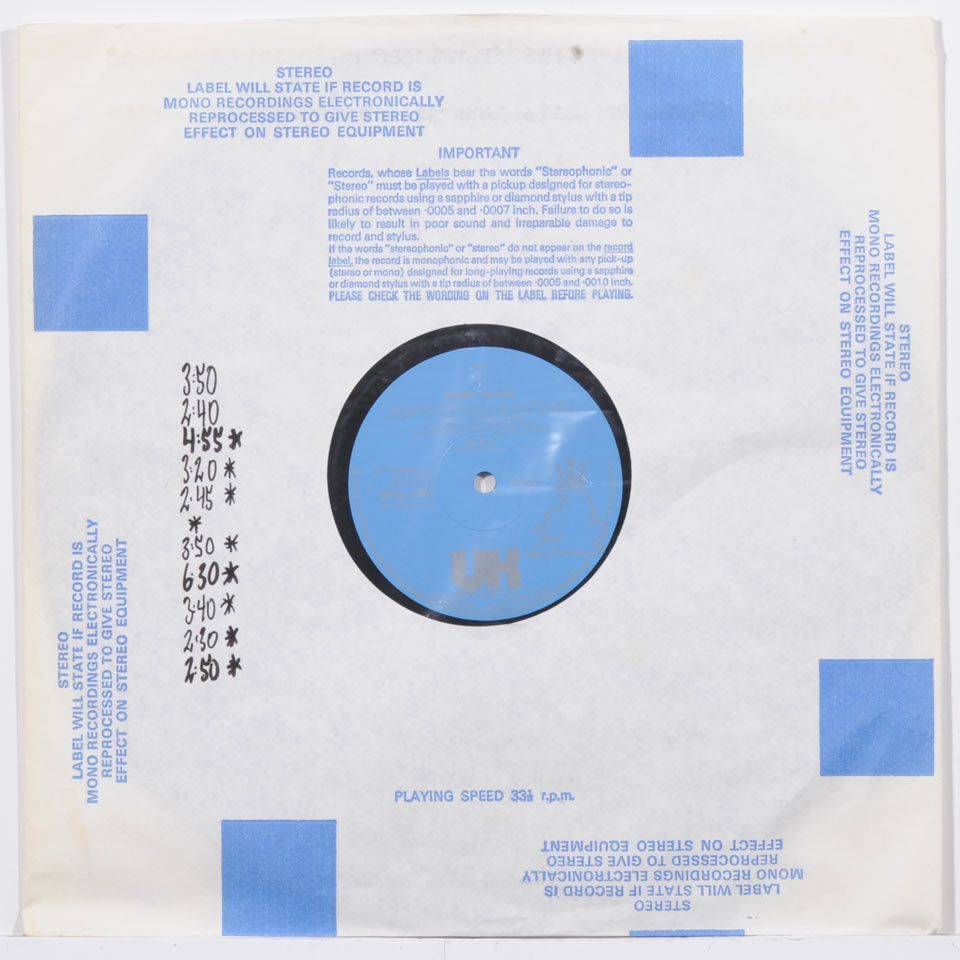 STEREO
LABEL WILL STATE IF RECORD IS
MONO RECORDINGS ELECTRONICALLY
REPROCESSED TO GIVE STEREO
EFFECT ON STEREO EQUIPMENT
IMPORTANT
Records, whose Labels bear the words "Stereophonic" or
"Stereo" must be played with a pickup designed for stereo-
phonic records using a sapphire or diamond stylus with a tip
radius of between ·0005 and ·0007 inch. Failure to do so is
likely to result in poor sound and irreparable damage to
record and stylus.
If the words "stereophonic" or "stereo" do not appear on the record
label, the record is monophonic and may be played with any pick-up
(stereo or mono) designed for long-playing records using a sapphire
or diamond stylus with a tip radius of between ·0005 and ·0010 inch.
PLEASE CHECK THE WORDING ON THE LABEL BEFORE PLAYING.
STEREO
LABEL WILL STATE IF RECORD IS
MONO RECORDINGS ELECTRONICALLY
REPROCESSED TO GIVE STEREO
EFFECT ON STEREO EQUIPMENT
3:50
2:40
4:55 *
3:20 *
2:45 *
*
3:50 *
6:30 *
3:40 *
2:30 *
2:50 *
UK
STEREO
LABEL WILL STATE IF RECORD IS
MONO RECORDINGS ELECTRONICALLY
REPROCESSED TO GIVE STEREO
EFFECT ON STEREO EQUIPMENT
PLAYING SPEED 33⅓ r.p.m.
STEREO
LABEL WILL STATE IF RECORD IS
MONO RECORDINGS ELECTRONICALLY
REPROCESSED TO GIVE STEREO
EFFECT ON STEREO EQUIPMENT